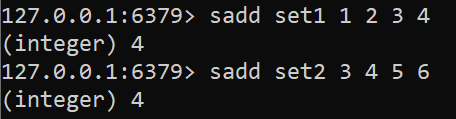 127.0.0.1:6379> sadd set1 1 2 3 4
(integer) 4
127.0.0.1:6379> sadd set2 3 4 5 6
(integer) 4